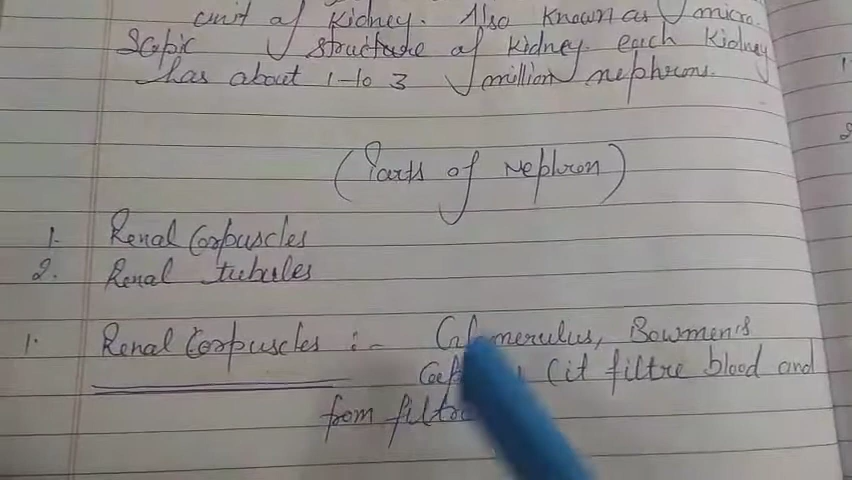 unit of Kidney. Also Known as micro
Scopic structure of kidney. each Kidney
has about 1-to 3 million nephrons.
(Parts of Nephron)
1. Renal Corpuscles
2. Renal tubules
1. Renal Corpuscles :- Glomerulus, Bowmen's
(it filtre blood and
from